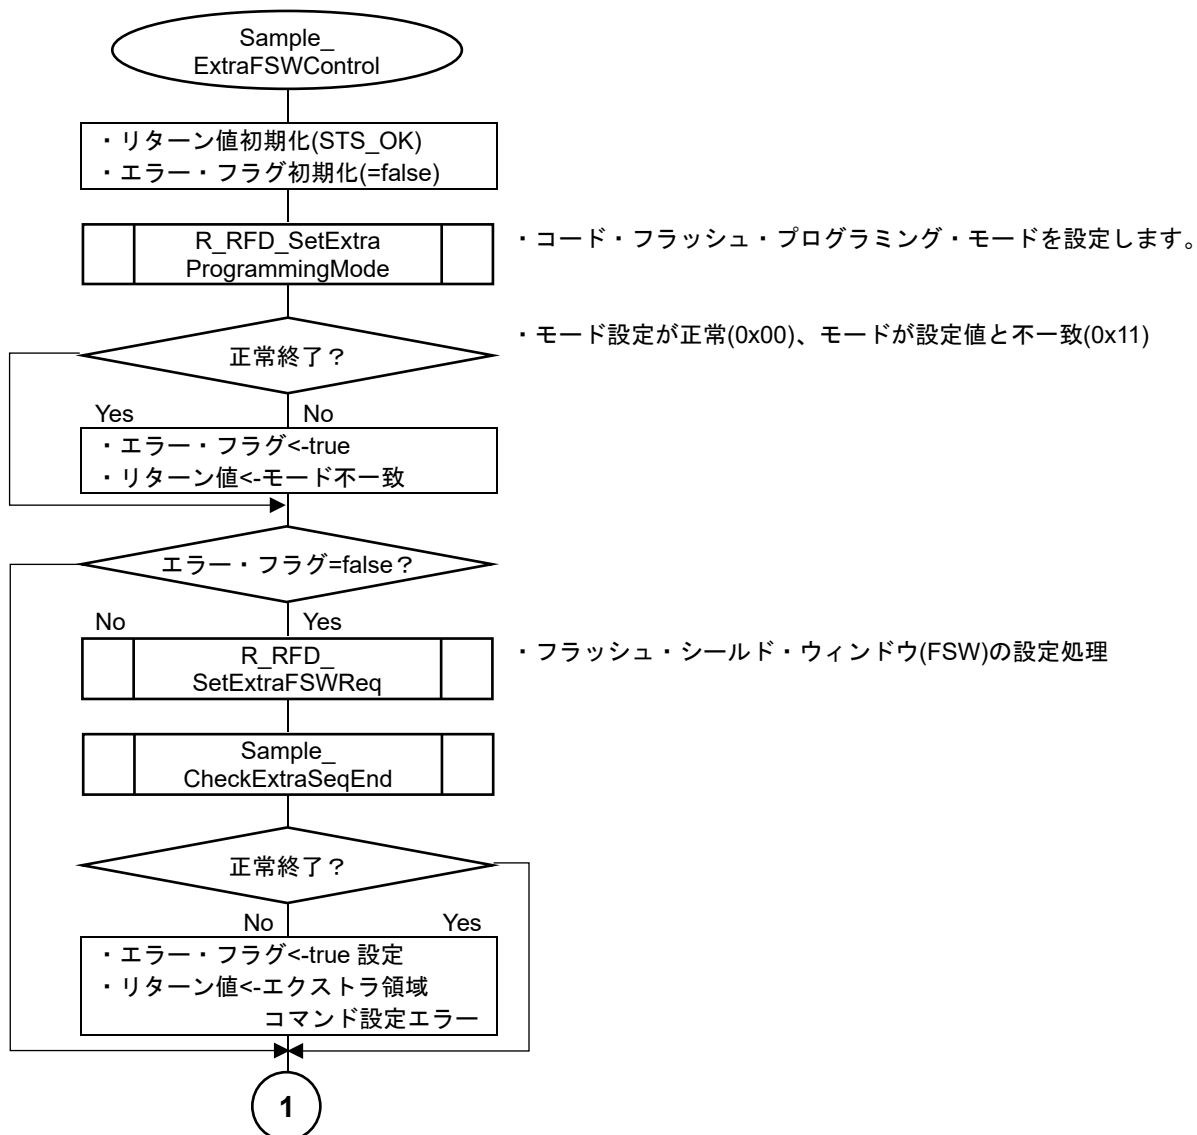 Sample_
ExtraFSWControl
・リターン値初期化(STS_OK)
・エラー・フラグ初期化(=false)
R_RFD_SetExtra
ProgrammingMode
・コード・フラッシュ・プログラミング・モードを設定します。
・モード設定が正常(0x00)、モードが設定値と不一致(0x11)
正常終了？
Yes
No
・エラー・フラグ<-true
・リターン値<-モード不一致
エラー・フラグ=false？
No
Yes
R_RFD_
SetExtraFSWReq
・フラッシュ・シールド・ウィンドウ(FSW)の設定処理
Sample_
CheckExtraSeqEnd
正常終了？
No
Yes
・エラー・フラグ<-true 設定
・リターン値<-エクストラ領域
コマンド設定エラー
1